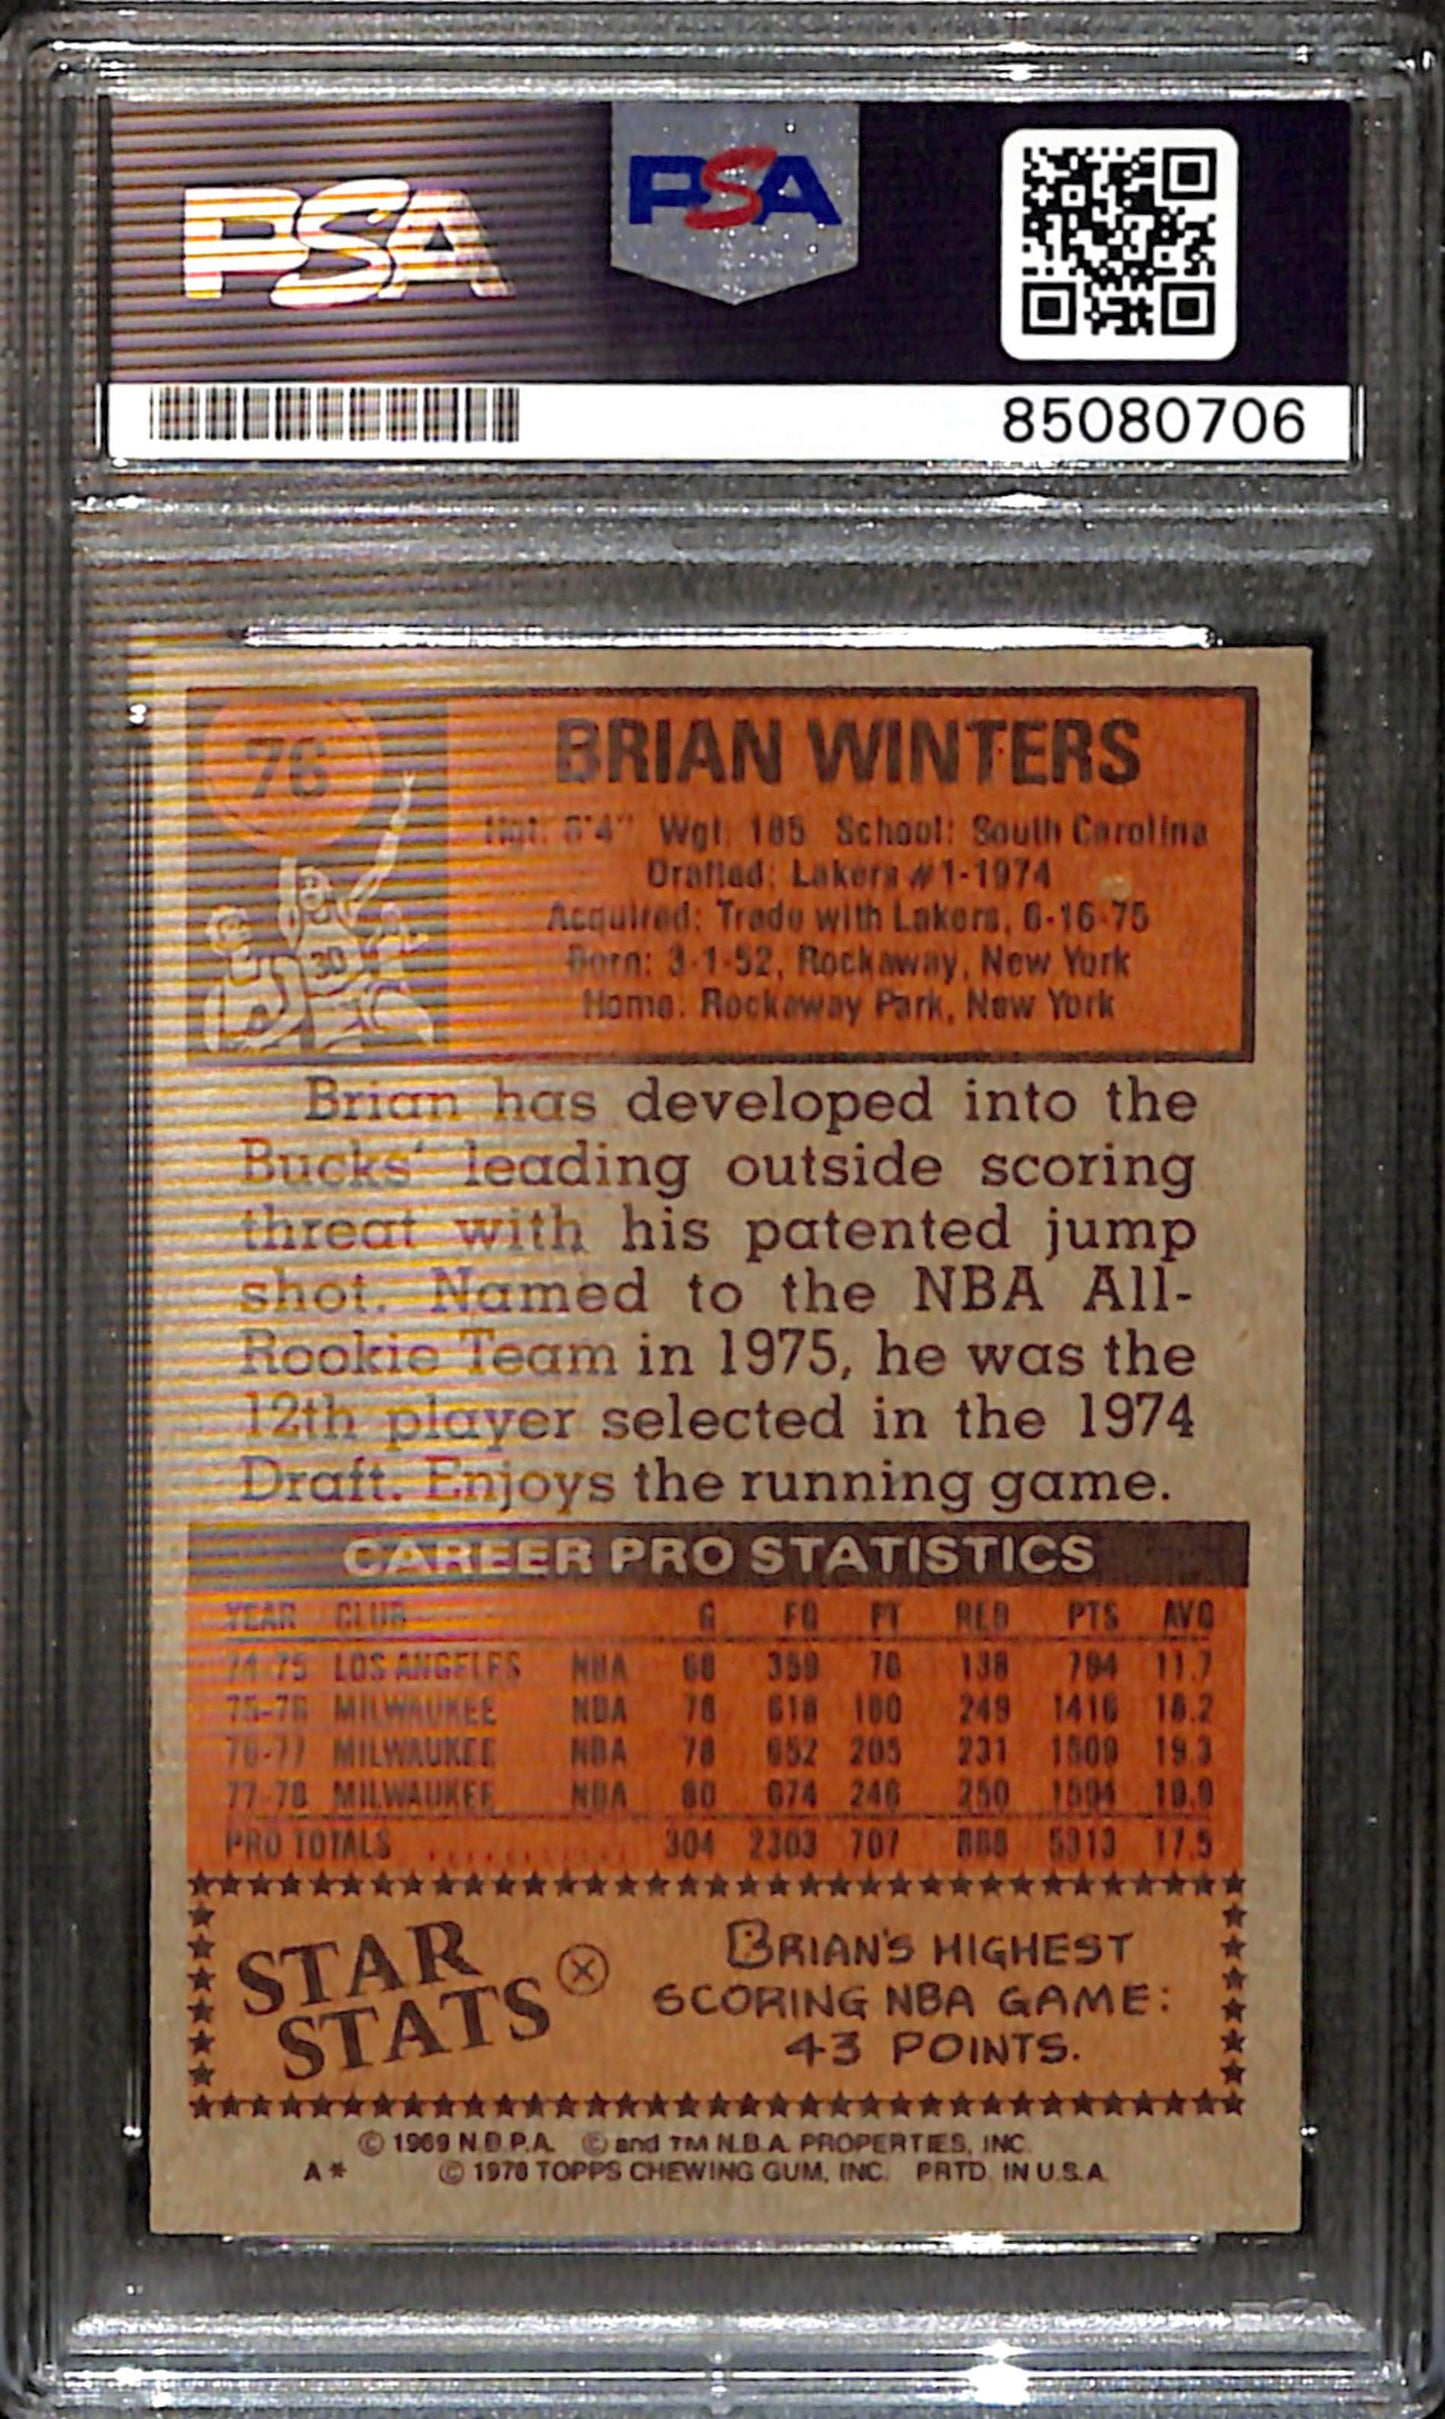 PSA
PSA
85080706
76
BRIAN WINTERS
Hgt: 6'4" Wgt: 185 School: South Carolina
Drafted: Lakers #1-1974
Acquired: Trade with Lakers, 6-16-75
Born: 3-1-52, Rockaway, New York
Home: Rockaway Park, New York
30
Brian has developed into the
Bucks' leading outside scoring
threat with his patented jump
shot. Named to the NBA All-
Rookie Team in 1975, he was the
12th player selected in the 1974
Draft. Enjoys the running game.
CAREER PRO STATISTICS
YEAR CLUB G FG FT REB PTS AVG
74-75 LOS ANGELES NBA 68 359 76 138 794 11.7
75-76 MILWAUKEE NBA 78 618 180 249 1416 18.2
76-77 MILWAUKEE NBA 78 652 205 231 1509 19.3
77-78 MILWAUKEE NBA 80 674 246 250 1594 19.9
PRO TOTALS 304 2303 707 868 5313 17.5
STAR
STATS
BRIAN'S HIGHEST
SCORING NBA GAME:
43 POINTS.
© 1969 N.B.P.A. © and TM N.B.A. PROPERTIES, INC.
A* © 1978 TOPPS CHEWING GUM, INC. PRTD. IN U.S.A.